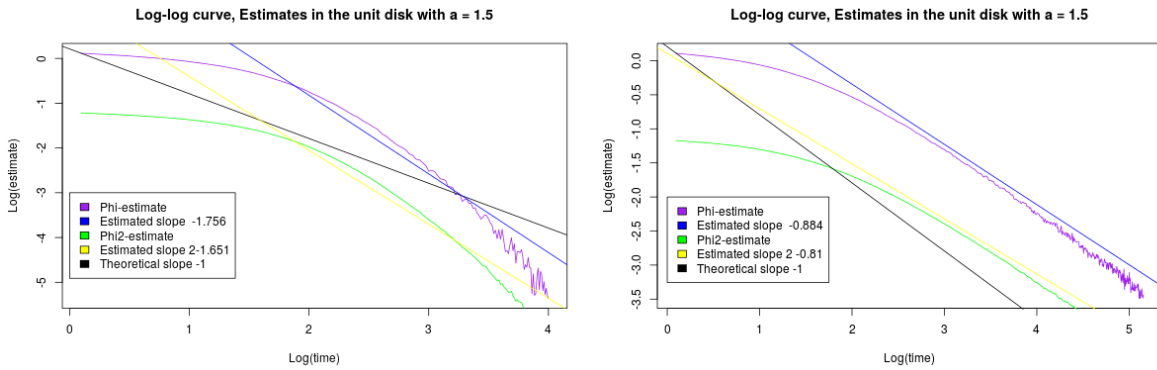 Log-log curve, Estimates in the unit disk with a = 1.5
Log(estimate)
0
-1
-2
-3
-4
-5
Phi-estimate
Estimated slope -1.756
Phi2-estimate
Estimated slope 2-1.651
Theoretical slope -1
0 1 2 3 4
Log(time)
Log-log curve, Estimates in the unit disk with a = 1.5
Log(estimate)
0.0
-0.5
-1.0
-1.5
-2.0
-2.5
-3.0
-3.5
Phi-estimate
Estimated slope -0.884
Phi2-estimate
Estimated slope 2 -0.81
Theoretical slope -1
0 1 2 3 4 5
Log(time)